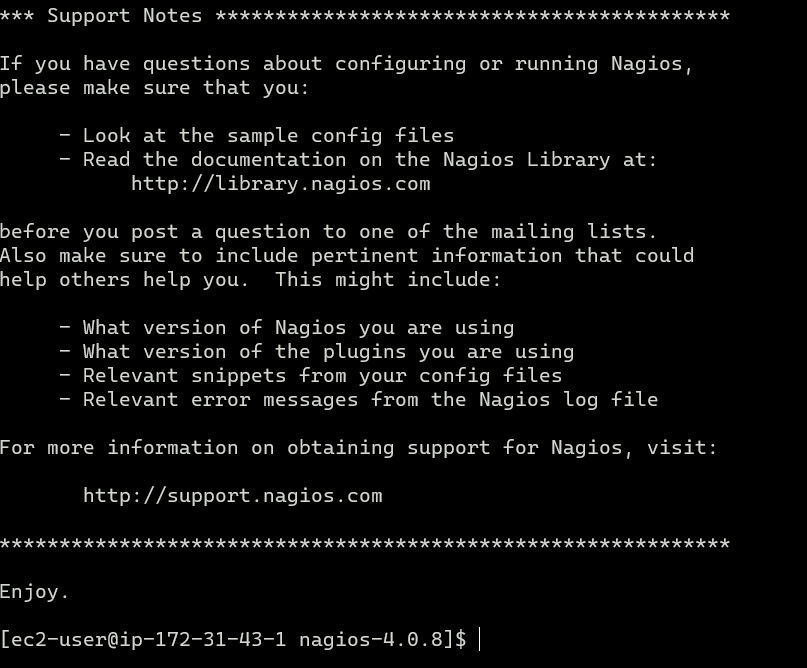 *** Support Notes *******************************************
If you have questions about configuring or running Nagios,
please make sure that you:
- Look at the sample config files
- Read the documentation on the Nagios Library at:
http://library.nagios.com
before you post a question to one of the mailing lists.
Also make sure to include pertinent information that could
help others help you.  This might include:
- What version of Nagios you are using
- What version of the plugins you are using
- Relevant snippets from your config files
- Relevant error messages from the Nagios log file
For more information on obtaining support for Nagios, visit:
http://support.nagios.com
*************************************************************
Enjoy.
[ec2-user@ip-172-31-43-1 nagios-4.0.8]$